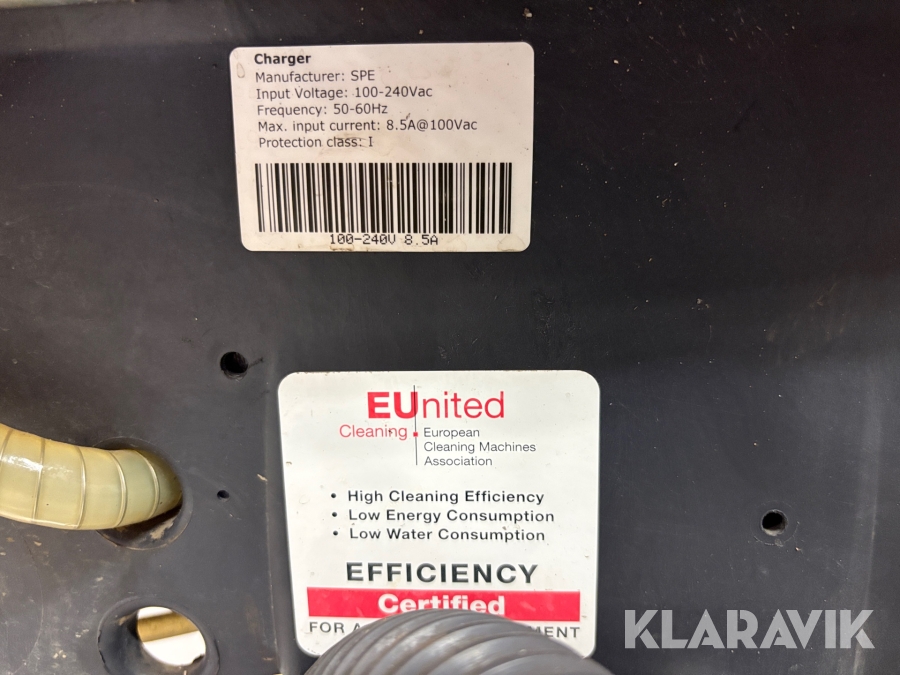 Charger
Manufacturer: SPE
Input Voltage: 100-240Vac
Frequency: 50-60Hz
Max. input current: 8.5A@100Vac
Protection class: I
100-240V 8.5A
EUnited
Cleaning
European
Cleaning Machines
Association
• High Cleaning Efficiency
• Low Energy Consumption
• Low Water Consumption
EFFICIENCY
Certified
FOR
KLARAVIK